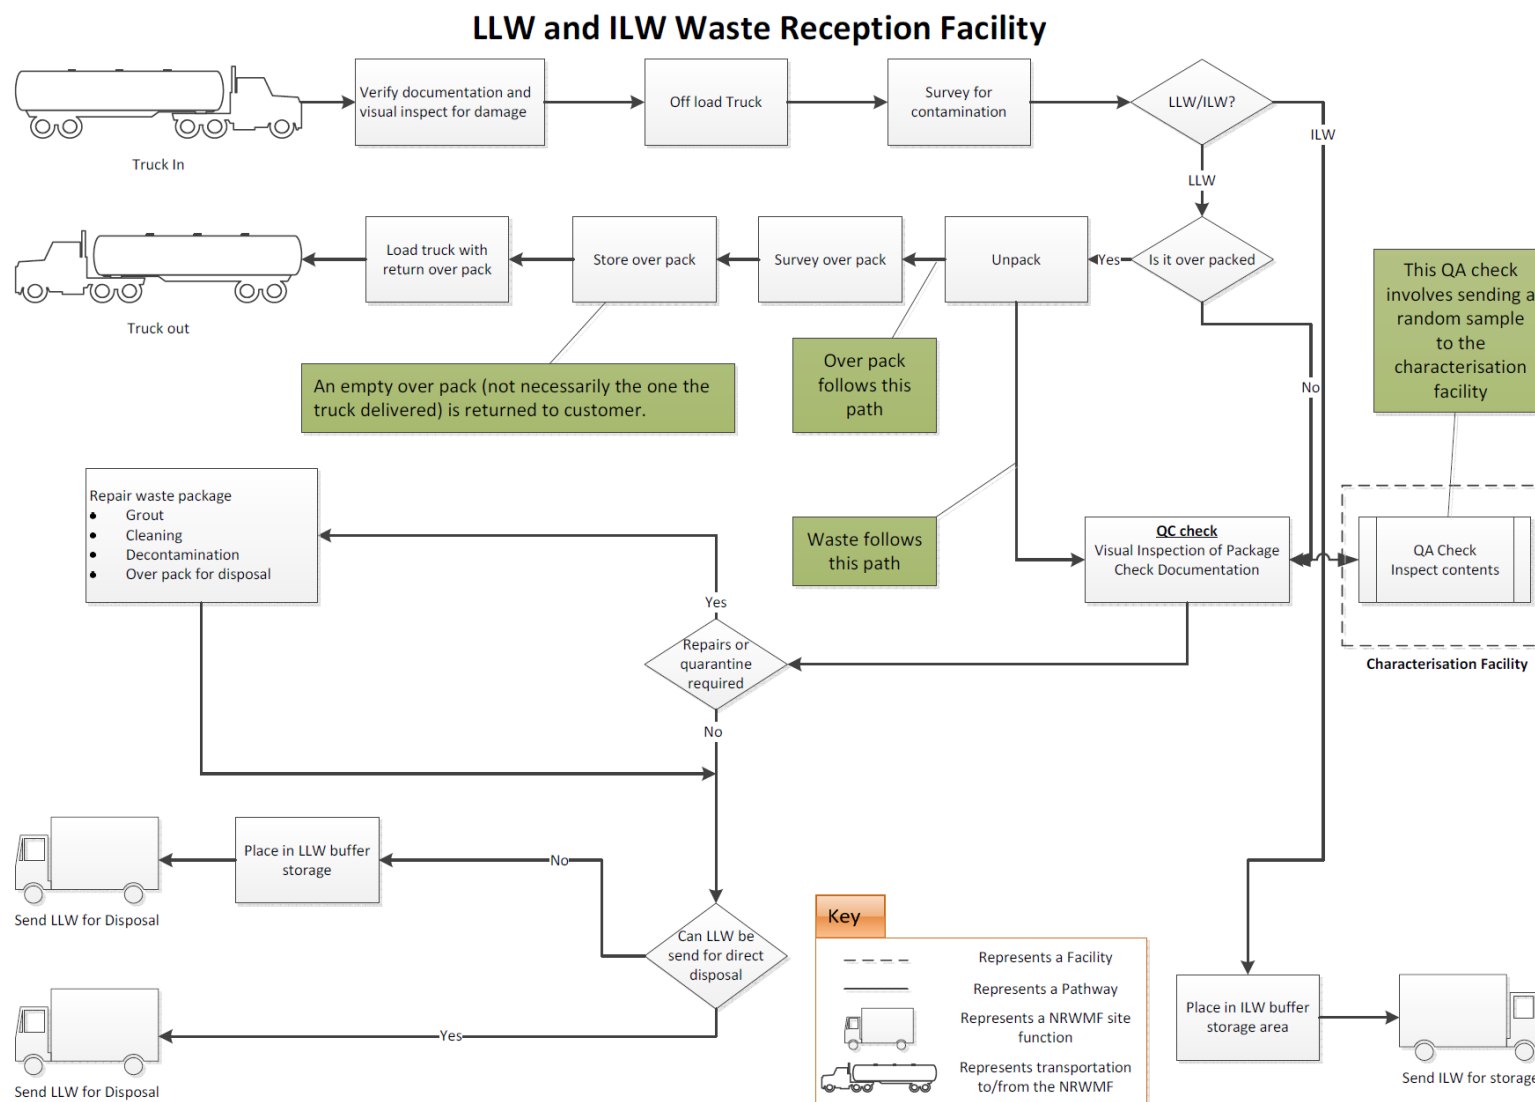 LLW and ILW Waste Reception Facility
Truck In
Verify documentation and
visual inspect for damage
Off load Truck
Survey for
contamination
LLW/ILW?
ILW
LLW
Truck out
Load truck with
return over pack
Store over pack
Survey over pack
Unpack
Yes
Is it over packed
No
This QA check
involves sending a
random sample
to the
characterisation
facility
An empty over pack (not necessarily the one the
truck delivered) is returned to customer.
Over pack
follows this
path
Repair waste package
• Grout
• Cleaning
• Decontamination
• Over pack for disposal
Waste follows
this path
QC check
Visual Inspection of Package
Check Documentation
QA Check
Inspect contents
Characterisation Facility
Yes
Repairs or
quarantine
required
No
Send LLW for Disposal
Place in LLW buffer
storage
No
Can LLW be
send for direct
disposal
Yes
Send LLW for Disposal
Key
Represents a Facility
Represents a Pathway
Represents a NRWMF site
function
Represents transportation
to/from the NRWMF
Place in ILW buffer
storage area
Send ILW for storage